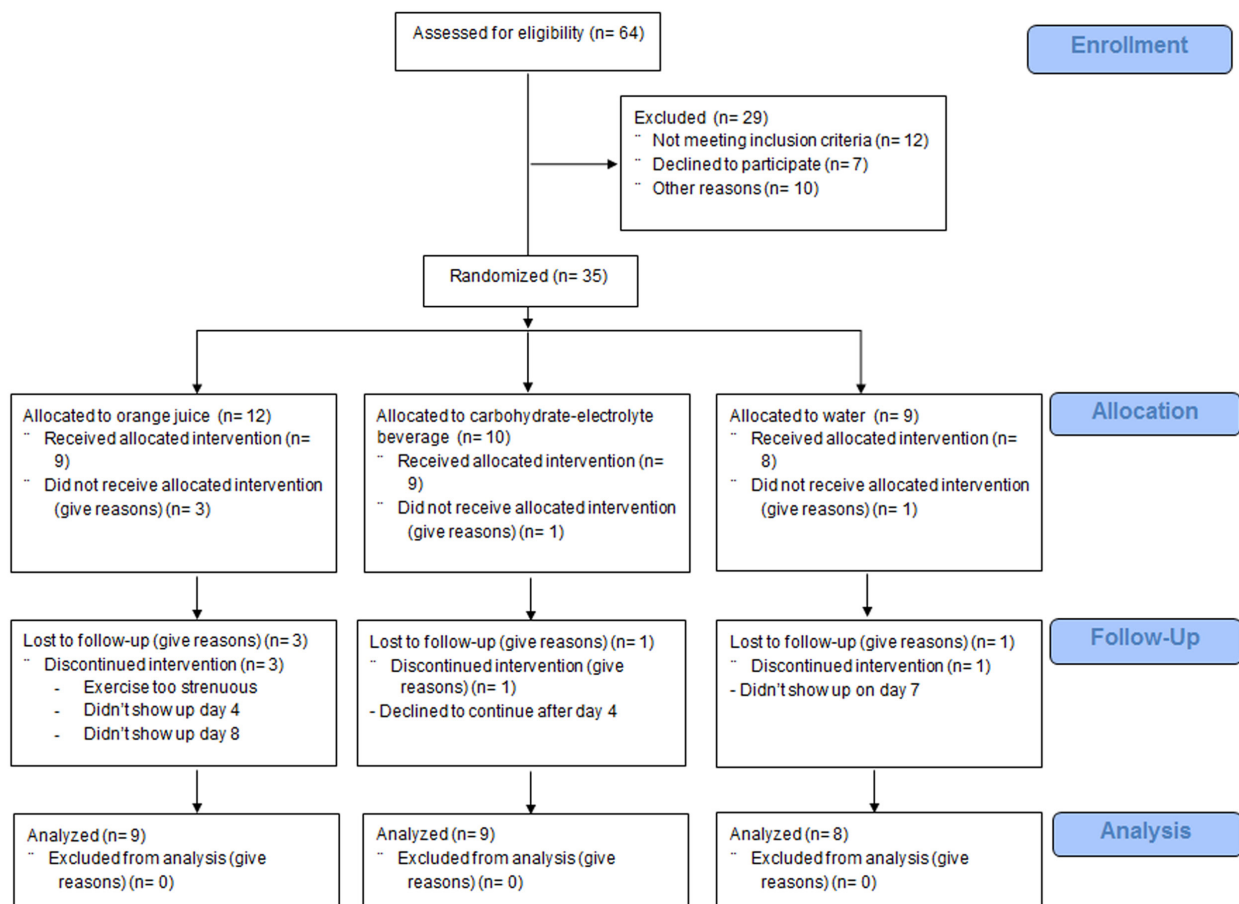 Assessed for eligibility (n= 64)
Enrollment
Excluded (n= 29)
¨ Not meeting inclusion criteria (n= 12)
¨ Declined to participate (n= 7)
¨ Other reasons (n= 10)
Randomized (n= 35)
Allocated to orange juice (n= 12)
¨ Received allocated intervention (n=
9)
¨ Did not receive allocated intervention
(give reasons) (n= 3)
Allocated to carbohydrate-electrolyte
beverage (n= 10)
¨ Received allocated intervention (n=
9)
¨ Did not receive allocated intervention
(give reasons) (n= 1)
Allocated to water (n= 9)
¨ Received allocated intervention (n=
8)
¨ Did not receive allocated intervention
(give reasons) (n= 1)
Allocation
Lost to follow-up (give reasons) (n= 3)
¨ Discontinued intervention (n= 3)
- Exercise too strenuous
- Didn't show up day 4
- Didn't show up day 8
Lost to follow-up (give reasons) (n= 1)
¨ Discontinued intervention (give
reasons) (n= 1)
- Declined to continue after day 4
Lost to follow-up (give reasons) (n= 1)
¨ Discontinued intervention (n= 1)
- Didn't show up on day 7
Follow-Up
Analyzed (n= 9)
¨ Excluded from analysis (give
reasons) (n= 0)
Analyzed (n= 9)
¨ Excluded from analysis (give
reasons) (n= 0)
Analyzed (n= 8)
¨ Excluded from analysis (give
reasons) (n= 0)
Analysis